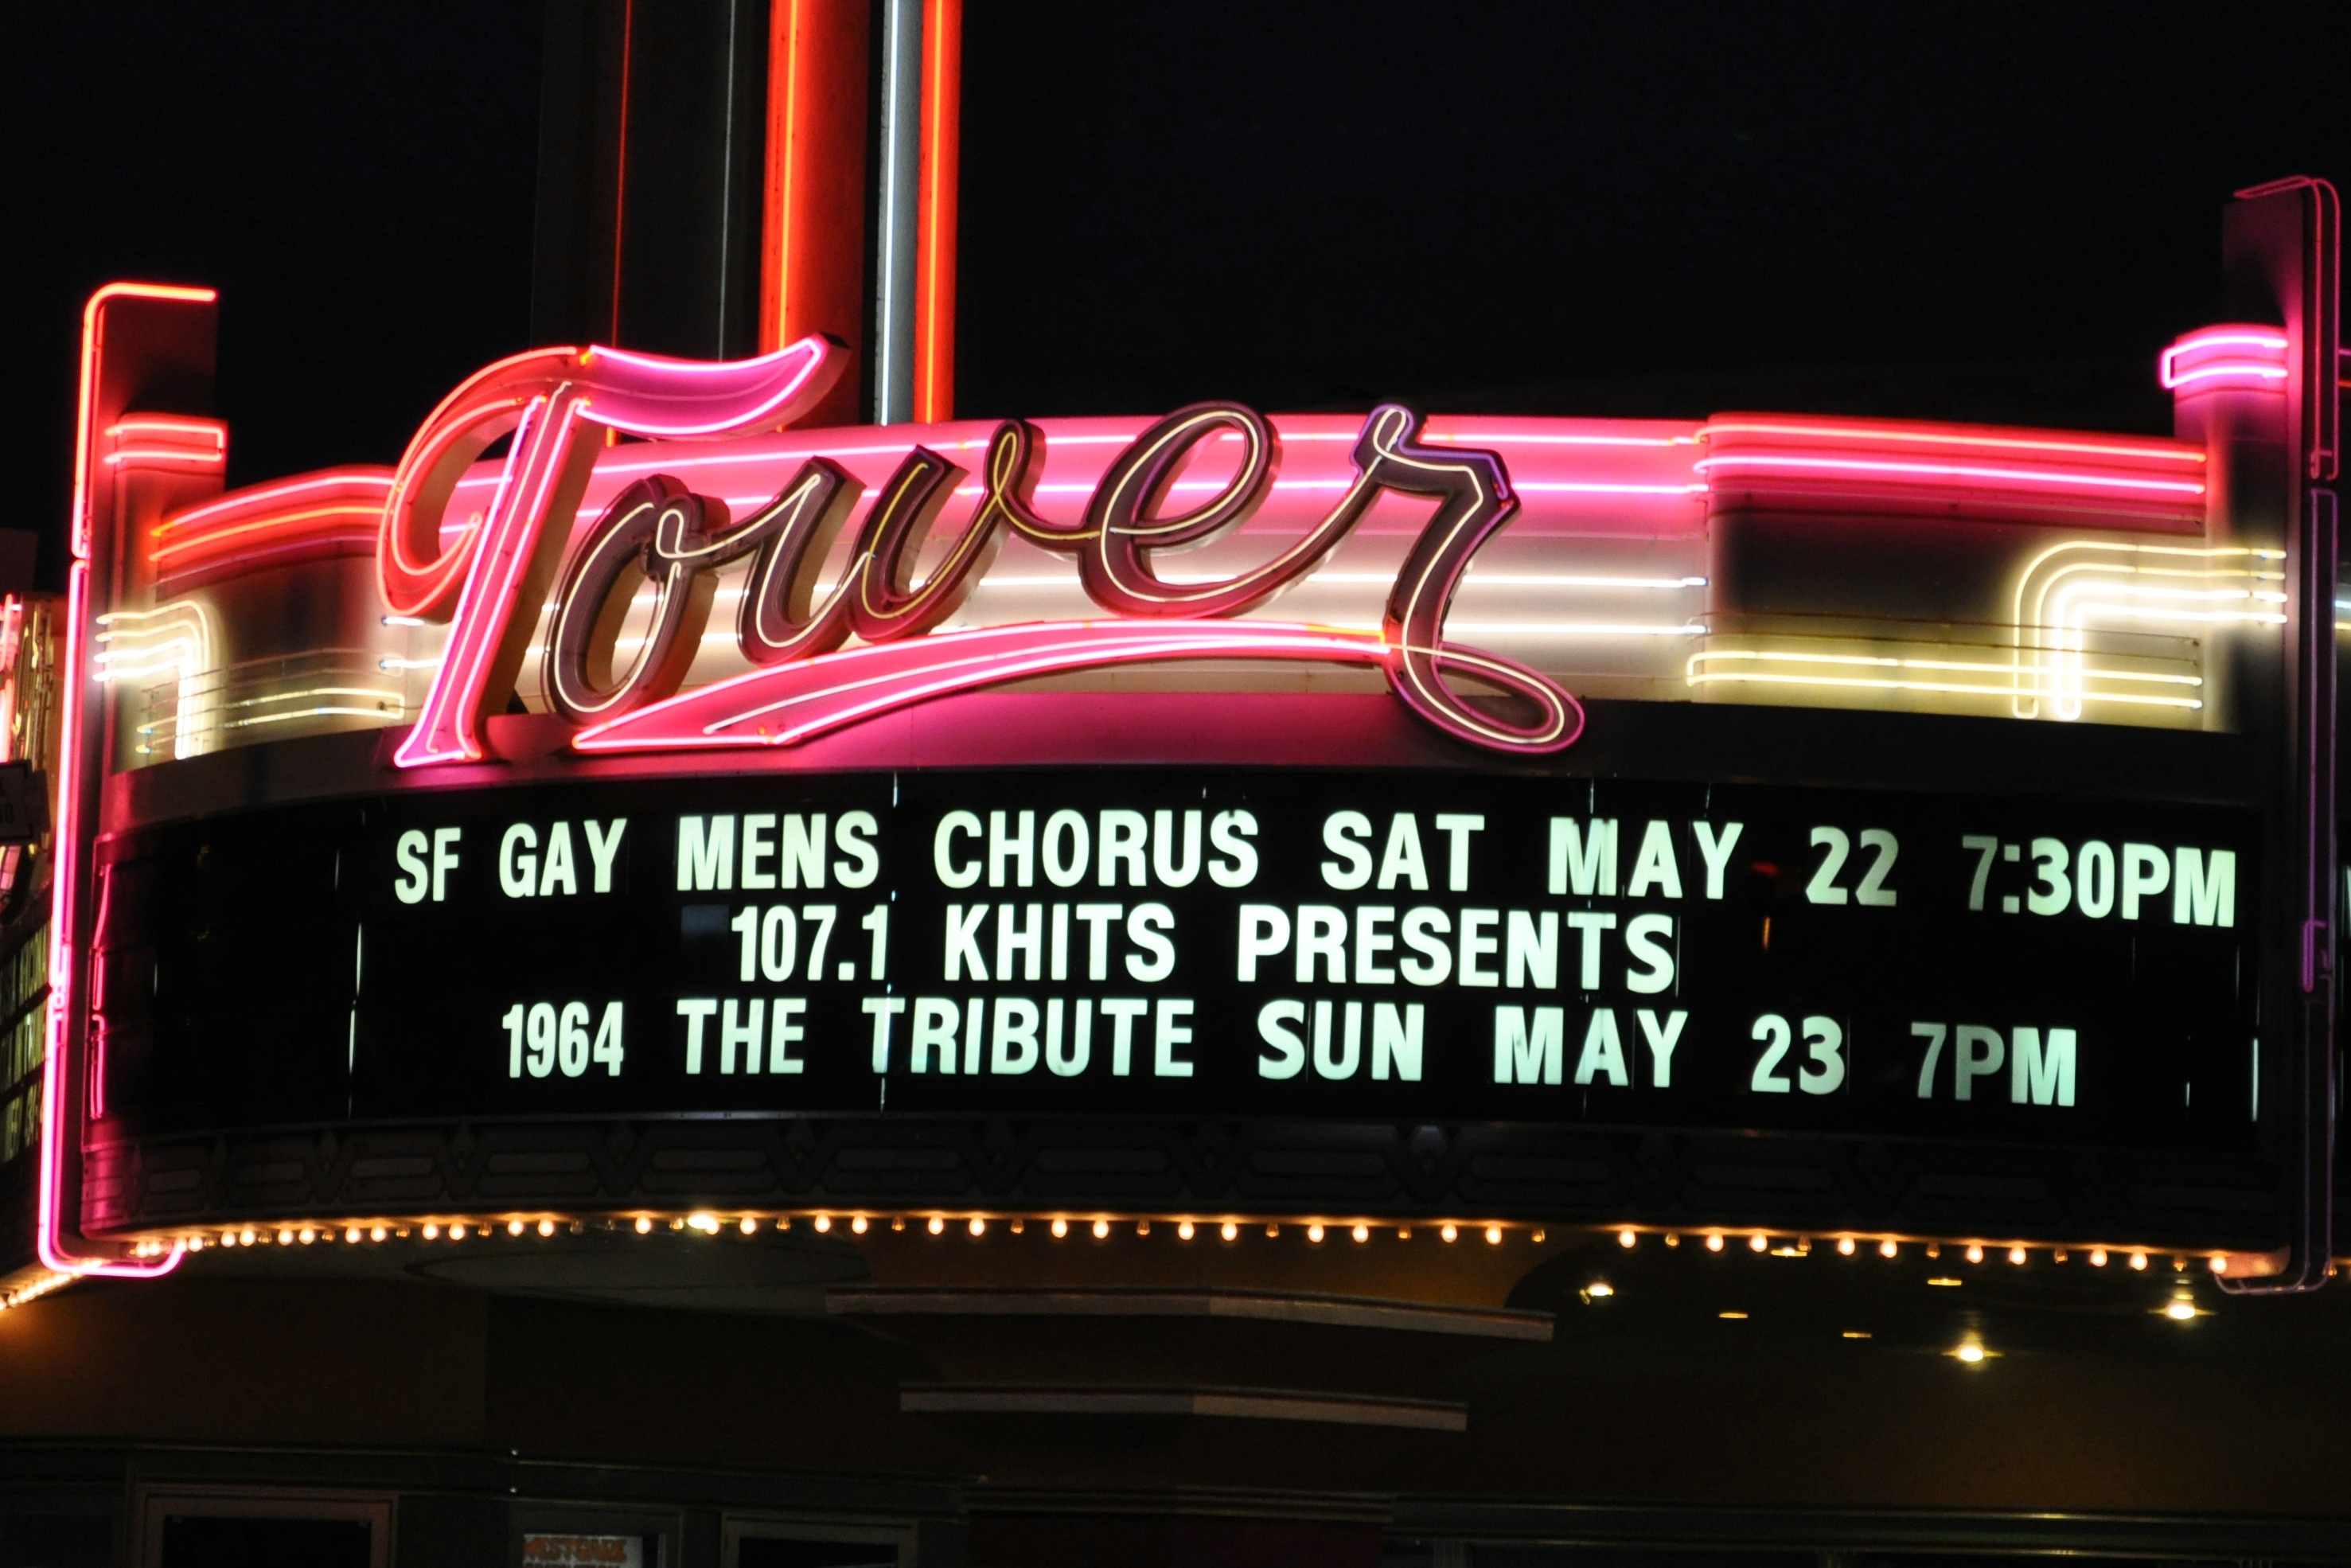 Tower
SF GAY MENS CHORUS SAT MAY 22 7:30PM
107.1 KHITS PRESENTS
1964 THE TRIBUTE SUN MAY 23 7PM